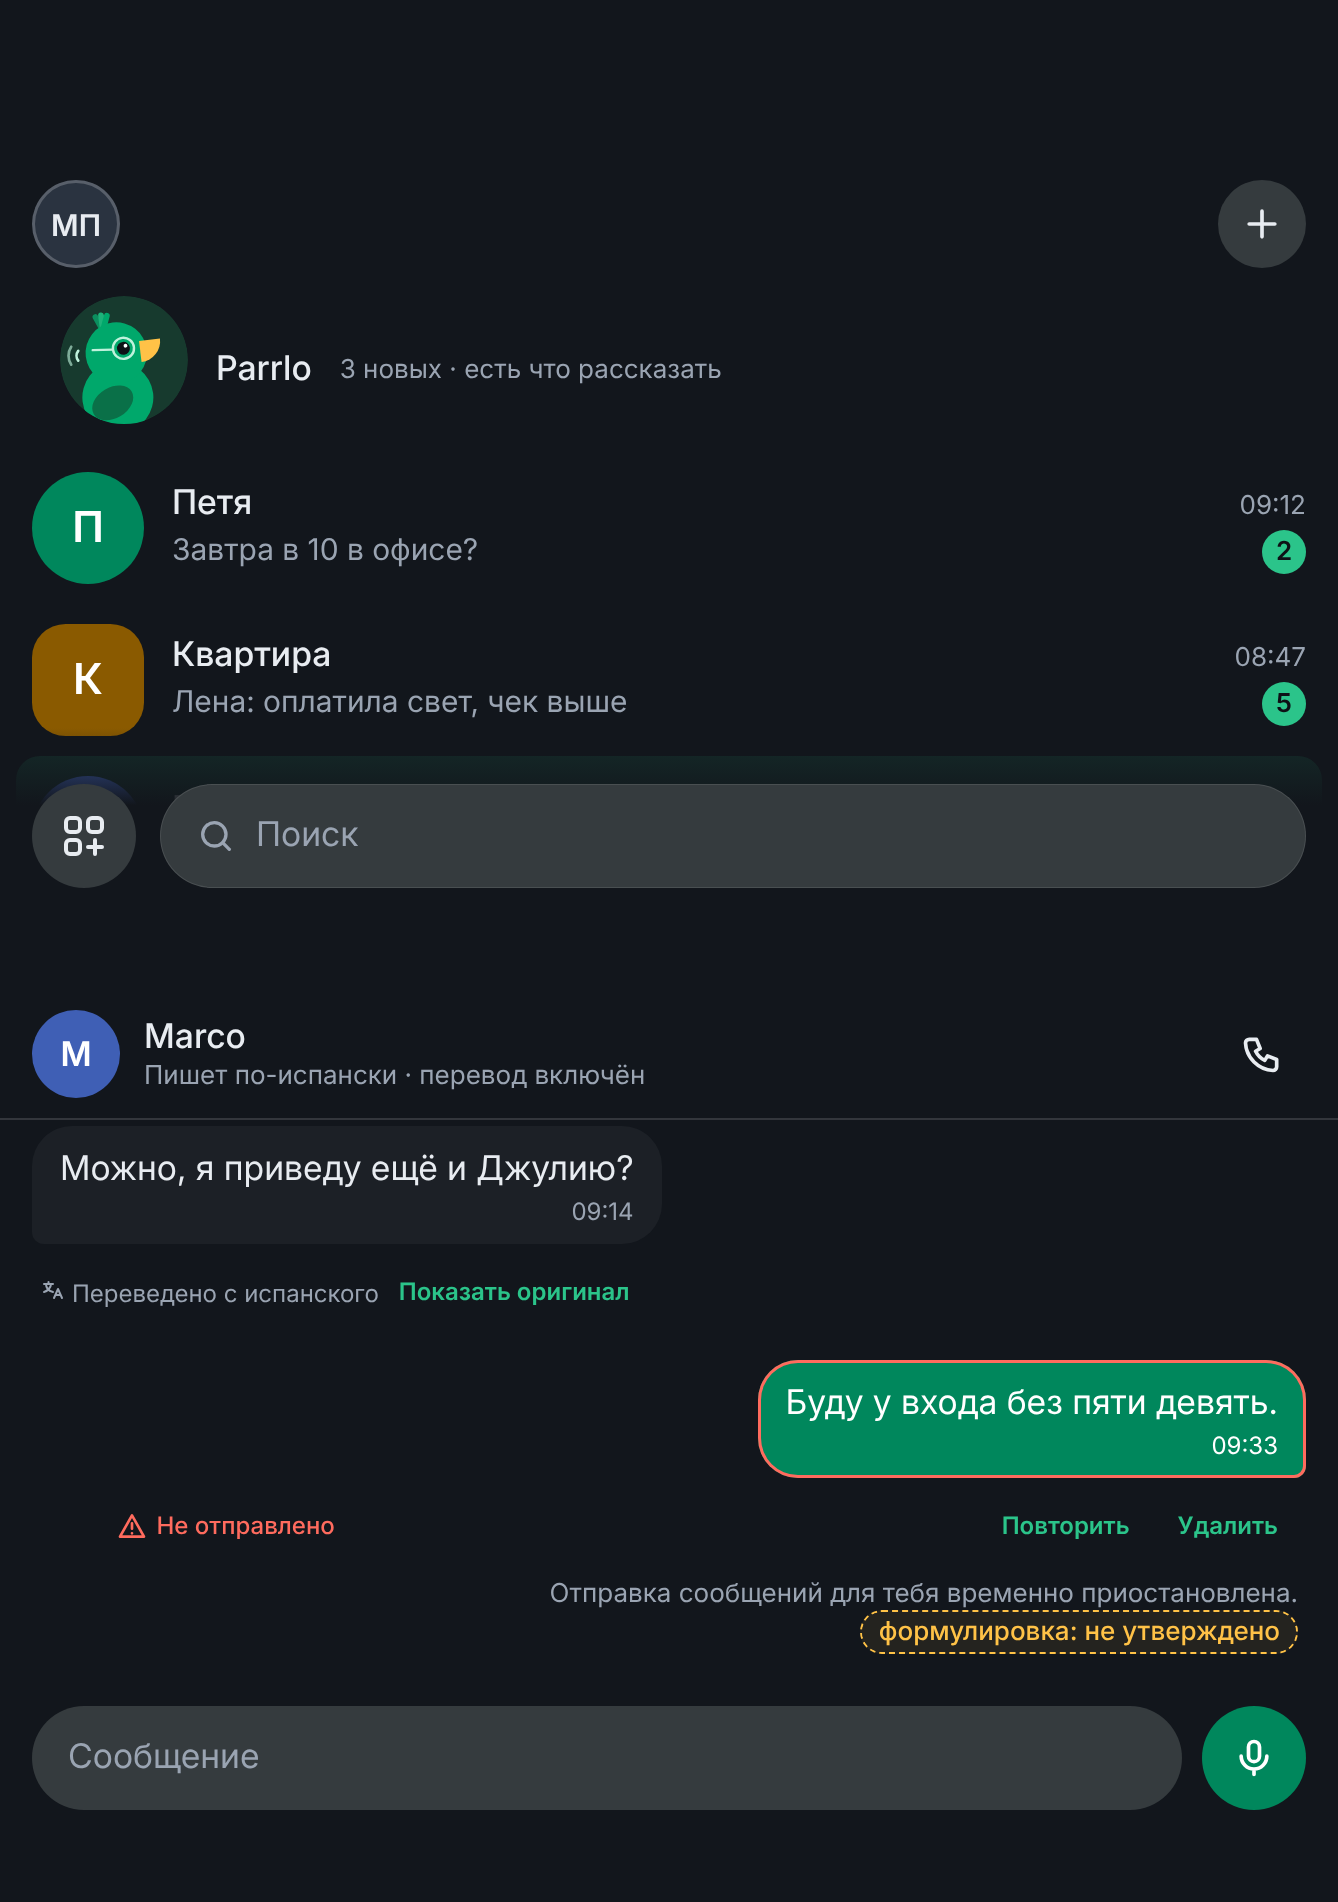 МП
Parrlo 3 новых · есть что рассказать
П
Петя 09:12
Завтра в 10 в офисе? 2
К
Квартира 08:47
Лена: оплатила свет, чек выше 5
Поиск
M
Marco
Пишет по-испански · перевод включён
Можно, я приведу ещё и Джулию?
09:14
Переведено с испанского Показать оригинал
Буду у входа без пяти девять.
09:33
Не отправлено Повторить Удалить
Отправка сообщений для тебя временно приостановлена.
формулировка: не утверждено
Сообщение